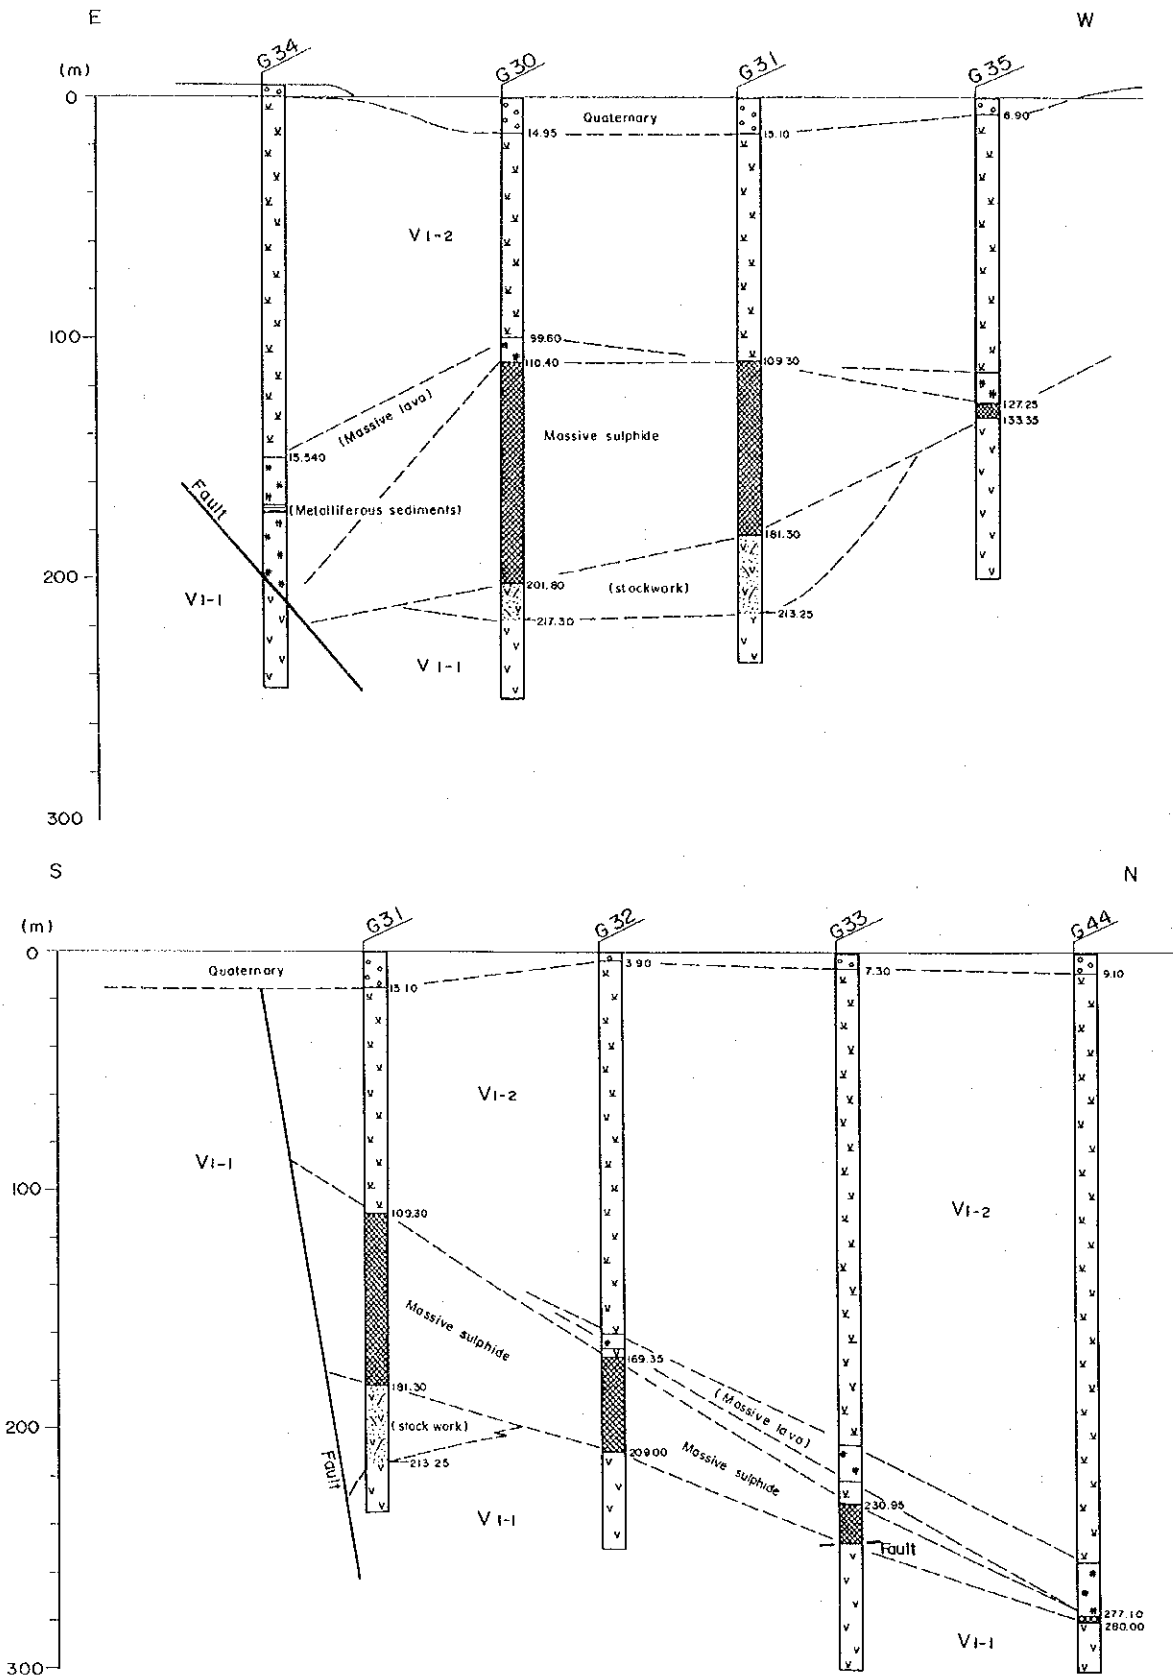 E
W
G34
G30
G31
G35
(m)
0
Quaternary
14.95
15.10
6.90
V1-2
100
99.60
110.40
109.30
(Massive lava)
127.25
133.35
Massive sulphide
15.540
Fault
(Metalliferous sediments)
181.30
200
V1-1
201.80
(stockwork)
217.30
213.25
V1-1
300
S
N
G31
G32
G33
G44
(m)
0
Quaternary
3.90
7.30
9.10
15.10
V1-2
V1-1
100
109.30
V1-2
Massive sulphide
169.35
181.30
(Massive lava)
200
(stock work)
209.00
Massive sulphide
213.25
Fault
230.95
V1-1
Fault
277.10
280.00
V1-1
300